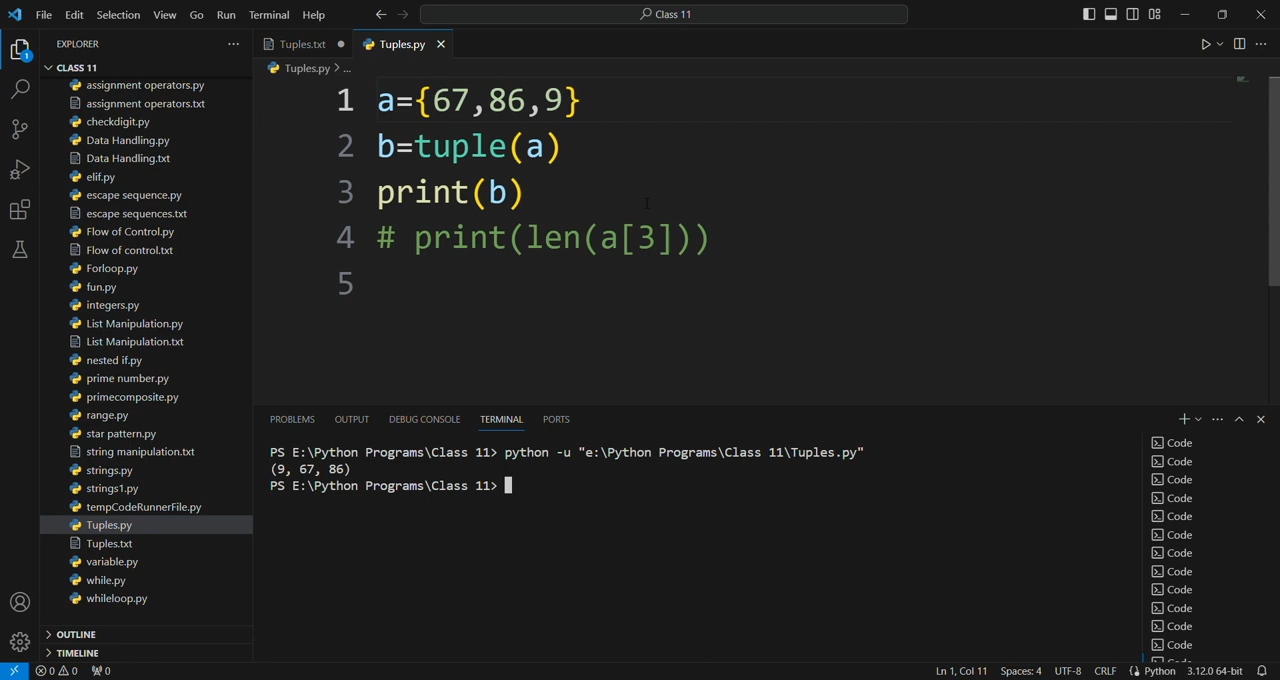 File Edit Selection View Go Run Terminal Help
Class 11
EXPLORER
Tuples.txt
Tuples.py
CLASS 11
Tuples.py > ...
assignment operators.py
assignment operators.txt
checkdigit.py
Data Handling.py
Data Handling.txt
elif.py
escape sequence.py
escape sequences.txt
Flow of Control.py
Flow of control.txt
Forloop.py
fun.py
integers.py
List Manipulation.py
List Manipulation.txt
nested if.py
prime number.py
primecomposite.py
range.py
star pattern.py
string manipulation.txt
strings.py
strings1.py
tempCodeRunnerFile.py
Tuples.py
Tuples.txt
variable.py
while.py
whileloop.py
OUTLINE
TIMELINE
1 a={67,86,9}
2 b=tuple(a)
3 print(b)
4 # print(len(a[3]))
5
PROBLEMS OUTPUT DEBUG CONSOLE TERMINAL PORTS
PS E:\Python Programs\Class 11> python -u "e:\Python Programs\Class 11\Tuples.py"
(9, 67, 86)
PS E:\Python Programs\Class 11>
Code
Code
Code
Code
Code
Code
Code
Code
Code
Code
Code
Code
0 0 0
Ln 1, Col 11 Spaces: 4 UTF-8 CRLF Python 3.12.0 64-bit